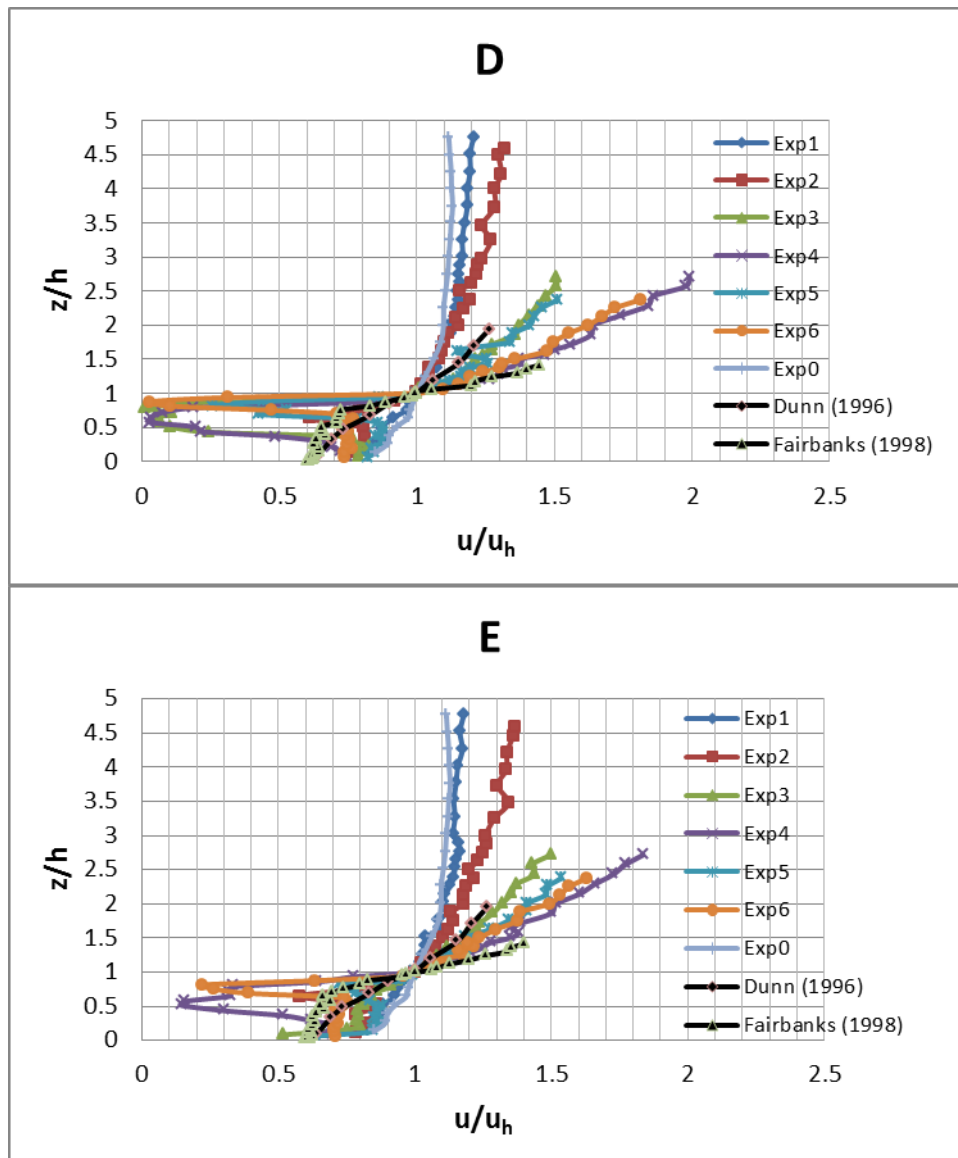 D
5
4.5
4
3.5
3
2.5
2
1.5
1
0.5
0
z/h
0 0.5 1 1.5 2 2.5
u/uh
Exp1
Exp2
Exp3
Exp4
Exp5
Exp6
Exp0
Dunn (1996)
Fairbanks (1998)
E
5
4.5
4
3.5
3
2.5
2
1.5
1
0.5
0
z/h
0 0.5 1 1.5 2 2.5
u/uh
Exp1
Exp2
Exp3
Exp4
Exp5
Exp6
Exp0
Dunn (1996)
Fairbanks (1998)